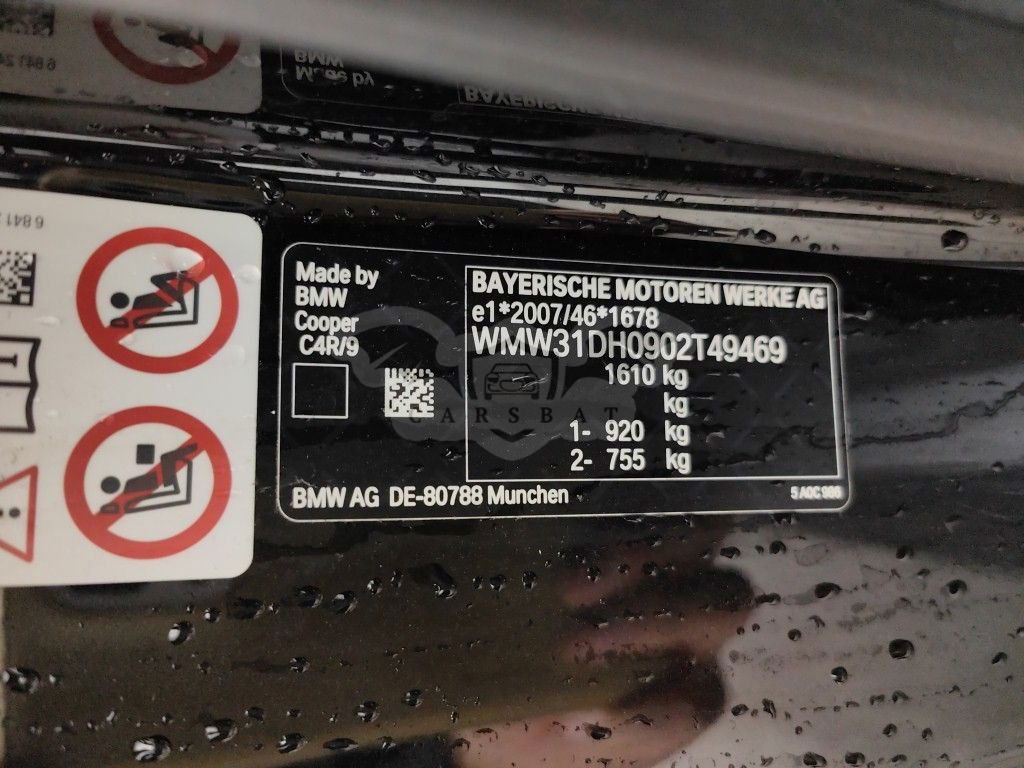 Made by
BMW
Cooper
C4R/9
BAYERISCHE MOTOREN WERKE AG
e1*2007/46*1678
WMW31DH0902T49469
1610 kg
kg
1- 920 kg
2- 755 kg
BMW AG DE-80788 Munchen
CARSBAT